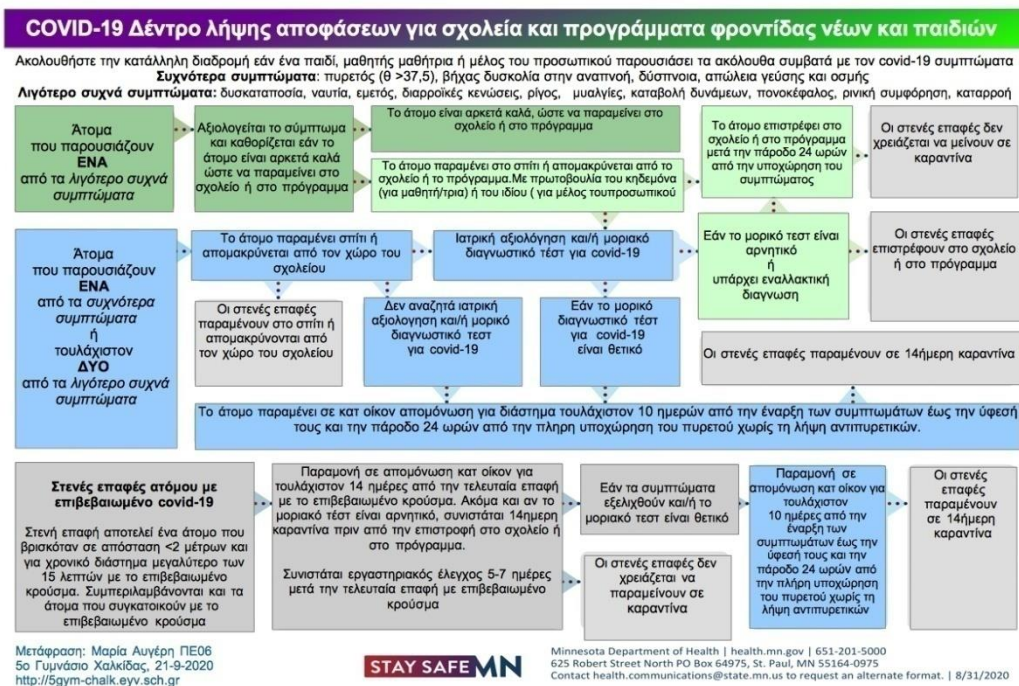 COVID-19 Δέντρο λήψης αποφάσεων για σχολεία και προγράμματα φροντίδας νέων και παιδιών
Ακολουθήστε την κατάλληλη διαδρομή εάν ένα παιδί, μαθητής μαθήτρια ή μέλος του προσωπικού παρουσιάσει τα ακόλουθα συμβατά με τον covid-19 συμπτώματα
Συχνότερα συμπτώματα: πυρετός (θ >37,5), βήχας δυσκολία στην αναπνοή, δύσπνοια, απώλεια γεύσης και οσμής
Λιγότερο συχνά συμπτώματα: δυσκαταποσία, ναυτία, εμετός, διαρροϊκές κενώσεις, ρίγος, μυαλγίες, καταβολή δυνάμεων, πονοκέφαλος, ρινική συμφόρηση, καταρροή
Άτομα
που παρουσιάζουν
ΕΝΑ
από τα λιγότερο συχνά
συμπτώματα
Αξιολογείται το σύμπτωμα
και καθορίζεται εάν το
άτομο είναι αρκετά καλά
ώστε να παραμείνει στο
σχολείο ή στο πρόγραμμα
Το άτομο είναι αρκετά καλά, ώστε να παραμείνει στο
σχολείο ή στο πρόγραμμα
Το άτομο παραμένει στο σπίτι ή απομακρύνεται από το
σχολείο ή το πρόγραμμα.Με πρωτοβουλία του κηδεμόνα
(για μαθητή/τρια) ή του ιδίου ( για μέλος τουπροσωπικού
Το άτομο επιστρέφει στο
σχολείο ή στο πρόγραμμα
μετά την πάροδο 24 ωρών
από την υποχώρηση του
συμπτώματος
Οι στενές επαφές δεν
χρειάζεται να μείνουν σε
καραντίνα
Άτομα
που παρουσιάζουν
ΕΝΑ
από τα συχνότερα
συμπτώματα
ή
τουλάχιστον
ΔΥΟ
από τα λιγότερο συχνά
συμπτώματα
Το άτομο παραμένει σπίτι ή
απομακρύνεται από τον χώρο του
σχολείου
Ιατρική αξιολόγηση και/ή μοριακό
διαγνωστικό τέστ για covid-19
Εάν το μορικό τεστ είναι
αρνητικό
ή
υπάρχει εναλλακτική
διαγνωση
Οι στενές επαφές
επιστρέφουν στο σχολείο
ή στο πρόγραμμα
Οι στενές επαφές
παραμένουν στο σπίτι ή
απομακρύνονται από
τον χώρο του σχολείου
Δεν αναζητά ιατρική
αξιολογηση και/ή μορικό
διαγνωστικό τεστ
για covid-19
Εάν το μορικό
διαγνωστικό τέστ
για covid-19
είναι θετικό
Οι στενές επαφές παραμένουν σε 14ήμερη καραντίνα
Το άτομο παραμένει σε κατ οίκον απομόνωση για διάστημα τουλάχιστον 10 ημερών από την έναρξη των συμπτωμάτων έως την ύφεσή
τους και την πάροδο 24 ωρών από την πληρη υποχώρηση του πυρετού χωρίς τη λήψη αντιπυρετικών.
Στενές επαφές ατόμου με
επιβεβαιωμένο covid-19
Στενή επαφή αποτελεί ένα άτομο που
βρισκόταν σε απόσταση <2 μέτρων και
για χρονικό διάστημα μεγαλύτερο των
15 λεπτών με το επιβεβαιωμένο
κρούσμα. Συμπεριλαμβάνονται και τα
άτομα που συγκατοικούν με το
επιβεβαιωμένο κρούσμα
Παραμονή σε απομόνωση κατ οίκον για
τουλάχιστον 14 ημέρες από την τελευταία επαφή
με το επιβεβαιωμένο κρούσμα. Ακόμα και αν το
μοριακό τέστ είναι αρνητικό, συνιστάται 14ημερη
καραντίνα πριν από την επιστροφή στο σχολείο ή
στο πρόγραμμα.
Συνιστάται εργαστηριακός έλεγχος 5-7 ημέρες
μετά την τελευταία επαφή με επιβεβαιωμένο
κρούσμα
Εάν τα συμπτώματα
εξελιχθούν και/ή το
μοριακό τεστ είναι θετικό
Οι στενές επαφές δεν
χρειάζεται να
παραμείνουν σε
καραντίνα
Παραμονή σε
απομόνωση κατ οίκον για
τουλάχιστον
10 ημέρες από την
έναρξη των
συμπτωμάτων έως την
ύφεσή τους και την
πάροδο 24 ωρών από
την πλήρη υποχώρηση
του πυρετού χωρίς τη
λήψη αντιπυρετικών
Οι στενές
επαφές
παραμένουν
σε 14ήμερη
καραντίνα
Μετάφραση: Μαρία Αυγέρη ΠΕ06
5ο Γυμνάσιο Χαλκίδας, 21-9-2020
http://5gym-chalk.eyv.sch.gr
STAY SAFE MN
Minnesota Department of Health | health.mn.gov | 651-201-5000
625 Robert Street North PO Box 64975, St. Paul, MN 55164-0975
Contact health.communications@state.mn.us to request an alternate format. | 8/31/2020